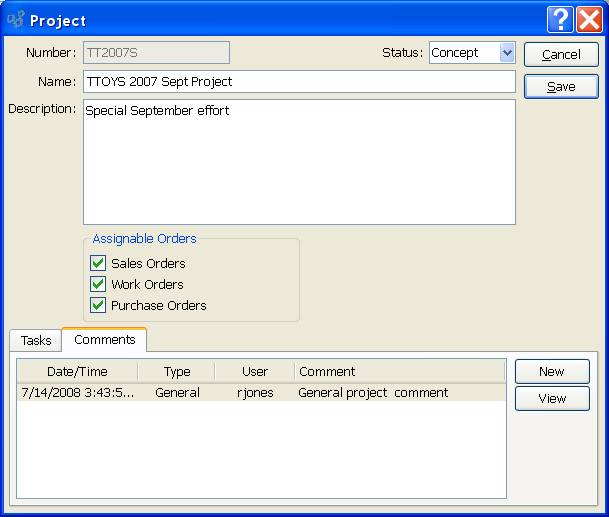 Project
Number: TT2007S Status: Concept Cancel
Name: TTOYS 2007 Sept Project Save
Description: Special September effort
Assignable Orders
Sales Orders
Work Orders
Purchase Orders
Tasks Comments
Date/Time Type User Comment New
7/14/2008 3:43:5... General rjones General project comment View